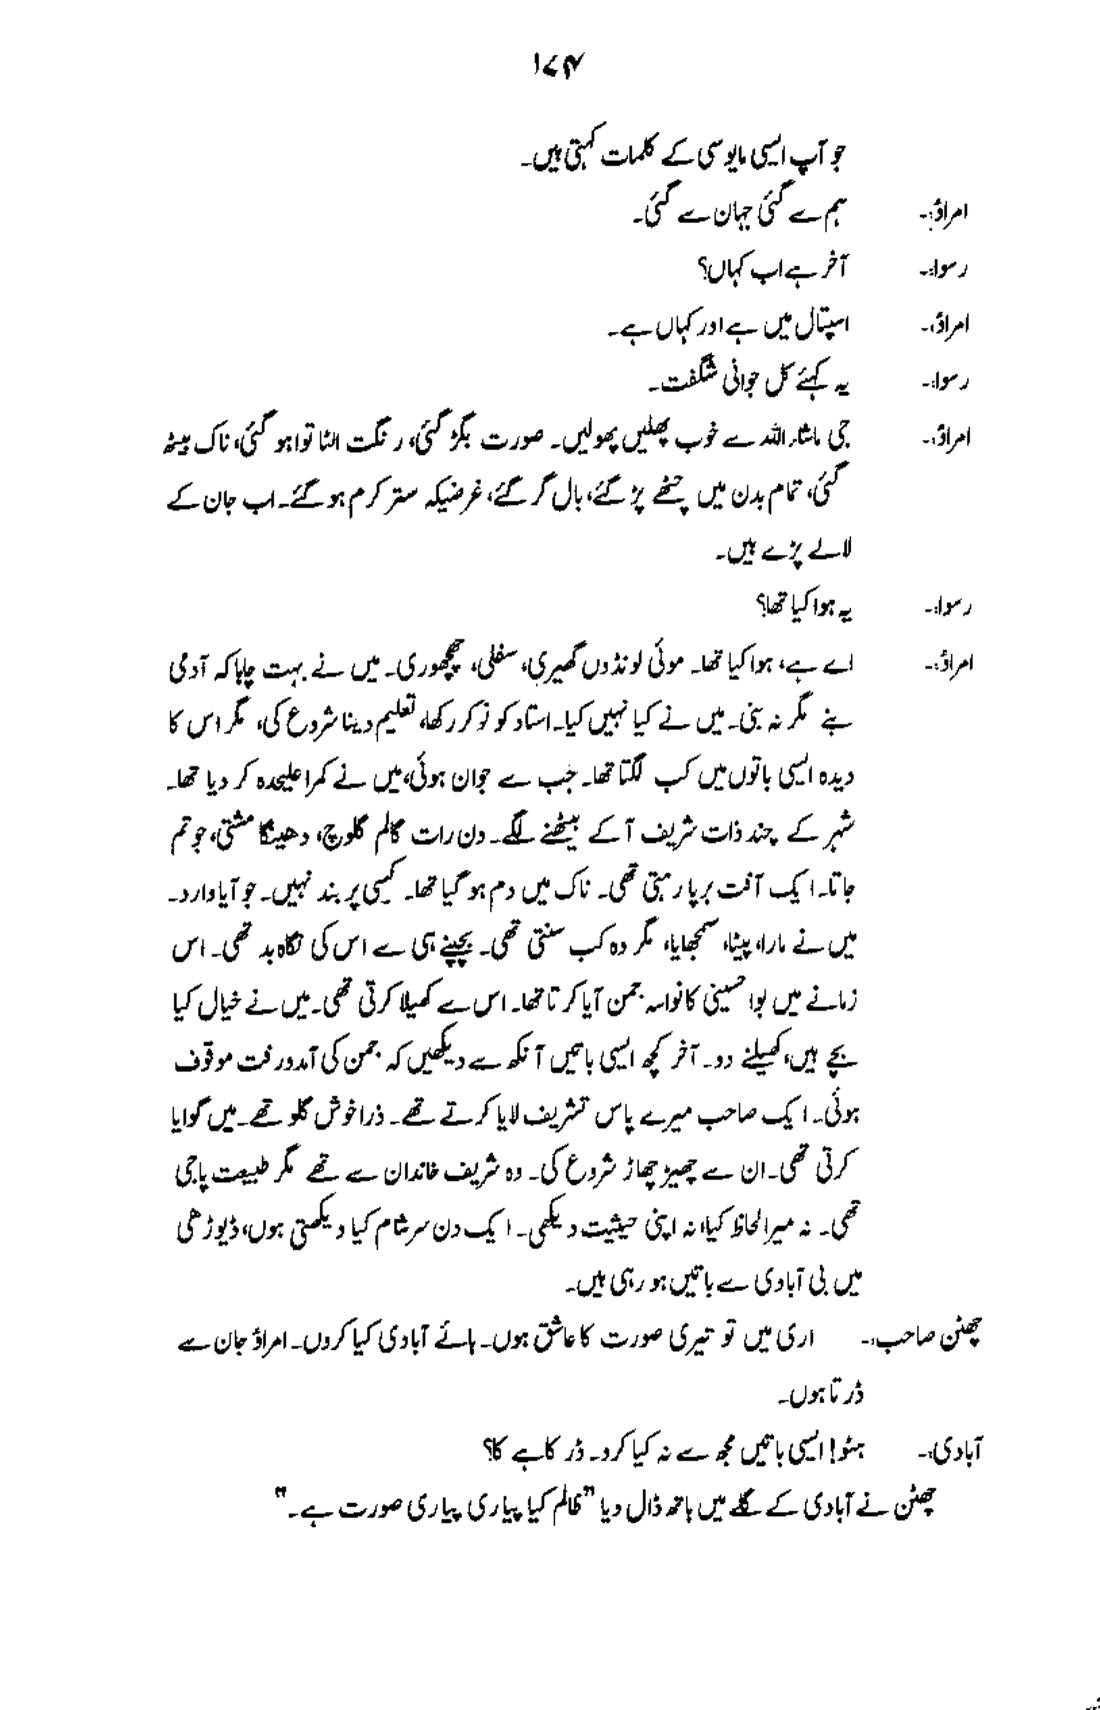 ۱۷۴
جو آپ ایسی مایوسی کے کلمات کہتی ہیں۔
امراؤ:۔ ہم سے گئی جہان سے گئی۔
رسوا:۔ آخر ہے اب کہاں؟
امراؤ:۔ اسپتال میں ہے اور کہاں ہے۔
رسوا:۔ یہ کہئے گل جوانی شگفت۔
امراؤ:۔ جی ماشاء اللہ سے خوب پھلیں پھولیں۔ صورت بگڑ گئی، رنگت الٹا توا ہو گئی، ناک بیٹھ
گئی، تمام بدن میں چٹھے پڑ گئے، بال گر گئے، غرضیکہ ستر کرم ہو گئے۔ اب جان کے
لالے پڑے ہیں۔
رسوا:۔ یہ ہوا کیا تھا؟
امراؤ:۔ اے ہے، ہوا کیا تھا۔ موئی لونڈوں گھیری، سفلی، چھچھوری۔ میں نے بہت چاہا کہ آدمی
بنے مگر نہ بنی۔ میں نے کیا نہیں کیا۔ استاد کو نوکر رکھا، تعلیم دینا شروع کی، مگر اس کا
دیدہ ایسی باتوں میں کب لگتا تھا۔ جب سے جوان ہوئی، میں نے کمرا علیحدہ کر دیا تھا۔
شہر کے چند ذات شریف آ کے بیٹھنے لگے۔ دن رات گالم گلوچ، دھینگا مشتی، جوتم
جاتا۔ ایک آفت برپا رہتی تھی۔ ناک میں دم ہو گیا تھا۔ کسی پر بند نہیں۔ جو آیا وارد۔
میں نے مارا، پیٹا، سمجھایا، مگر وہ کب سنتی تھی۔ بچپنے ہی سے اس کی نگاہ بد تھی۔ اس
زمانے میں بوا حسینی کا نواسہ جمن آیا کرتا تھا۔ اس سے کھیلا کرتی تھی۔ میں نے خیال کیا
بچے ہیں، کھیلنے دو۔ آخر کچھ ایسی باتیں آنکھ سے دیکھیں کہ جمن کی آمدورفت موقوف
ہوئی۔ ایک صاحب میرے پاس تشریف لایا کرتے تھے۔ ذرا خوش گلو تھے۔ میں گوایا
کرتی تھی۔ ان سے چھیڑ چھاڑ شروع کی۔ وہ شریف خاندان سے تھے مگر طبیعت پاجی
تھی۔ نہ میرا لحاظ کیا، نہ اپنی حیثیت دیکھی۔ ایک دن سرشام کیا دیکھتی ہوں، ڈیوڑھی
میں بی آبادی سے باتیں ہو رہی ہیں۔
چھٹن صاحب:۔ اری میں تو تیری صورت کا عاشق ہوں۔ ہائے آبادی کیا کروں۔ امراؤ جان سے
ڈرتا ہوں۔
آبادی:۔ ہٹو! ایسی باتیں مجھ سے نہ کیا کرو۔ ڈر کاہے کا؟
چھٹن نے آبادی کے گلے میں ہاتھ ڈال دیا "ظالم کیا پیاری پیاری صورت ہے۔"